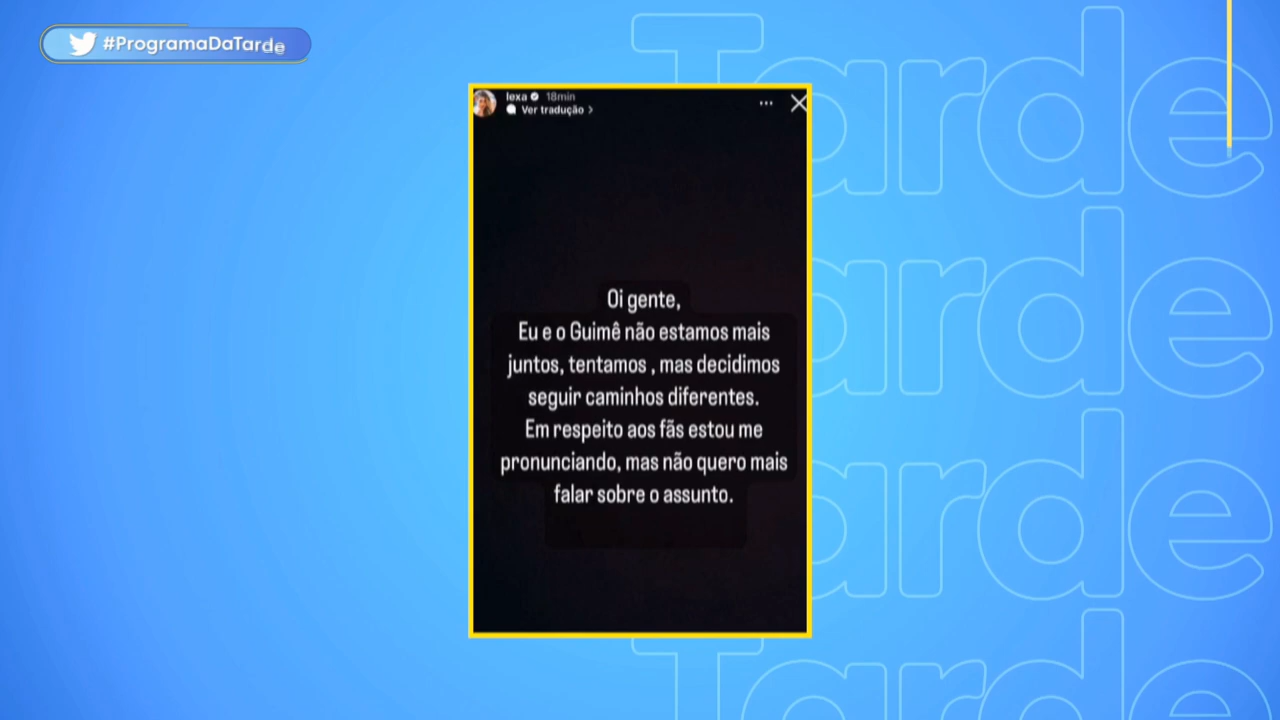 #ProgramaDaTarde
Tarde
lexa 18min
Ver tradução >
Tarde
Tarde
Tarde
Oi gente,
Eu e o Guimê não estamos mais
juntos, tentamos , mas decidimos
seguir caminhos diferentes.
Em respeito aos fãs estou me
pronunciando, mas não quero mais
falar sobre o assunto.